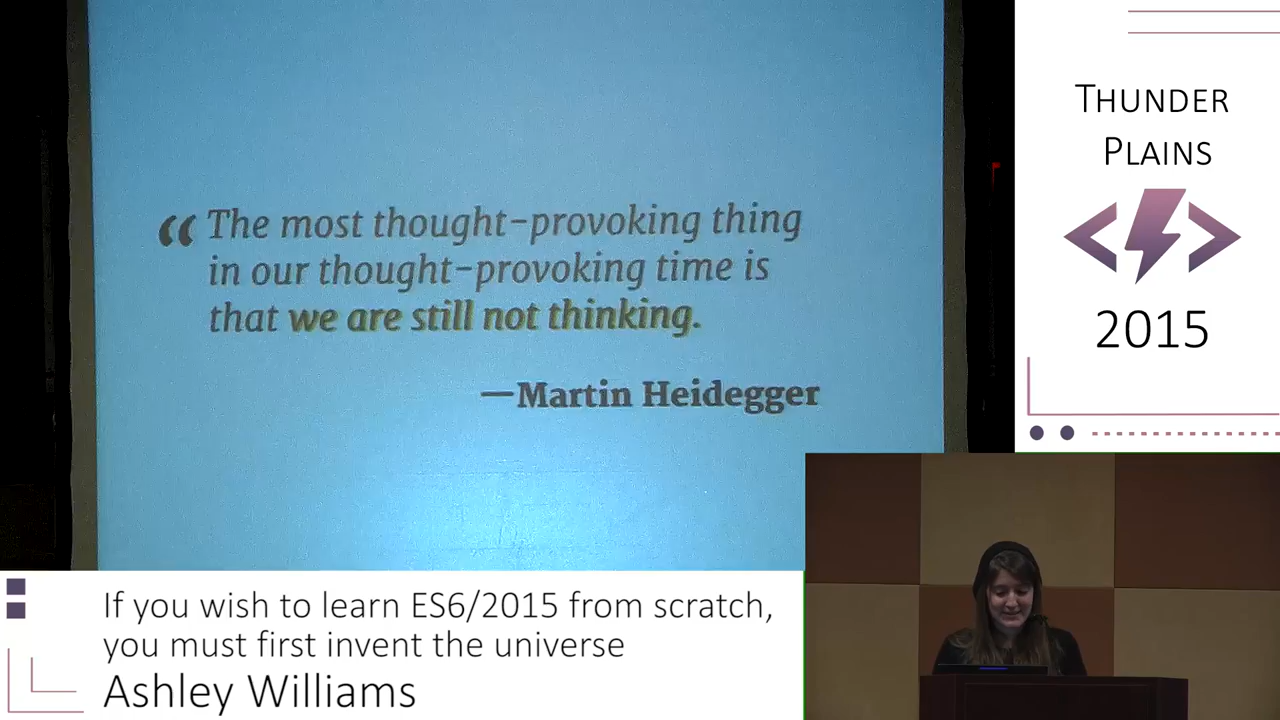 “The most thought-provoking thing
in our thought-provoking time is
that we are still not thinking.
—Martin Heidegger
THUNDER
PLAINS
2015
If you wish to learn ES6/2015 from scratch,
you must first invent the universe
Ashley Williams